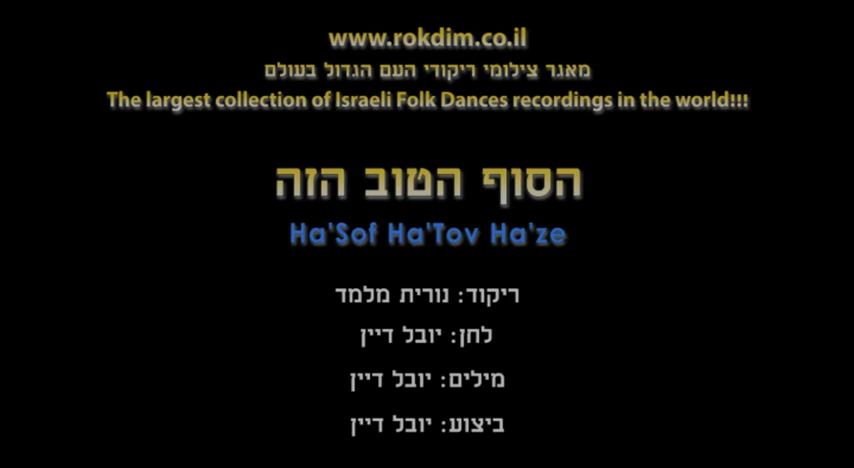 www.rokdim.co.il
מאגר צילומי ריקודי העם הגדול בעולם
The largest collection of Israeli Folk Dances recordings in the world!!!
הסוף הטוב הזה
Ha'Sof Ha'Tov Ha'ze
ריקוד: נורית מלמד
לחן: יובל דיין
מילים: יובל דיין
ביצוע: יובל דיין